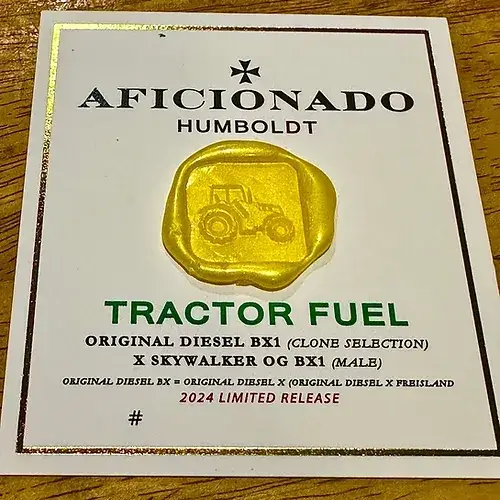 AFICIONADO
HUMBOLDT
TRACTOR FUEL
ORIGINAL DIESEL BX1 (CLONE SELECTION)
X SKYWALKER OG BX1 (MALE)
ORIGINAL DIESEL BX = ORIGINAL DIESEL X (ORIGINAL DIESEL X FREISLAND
2024 LIMITED RELEASE
#